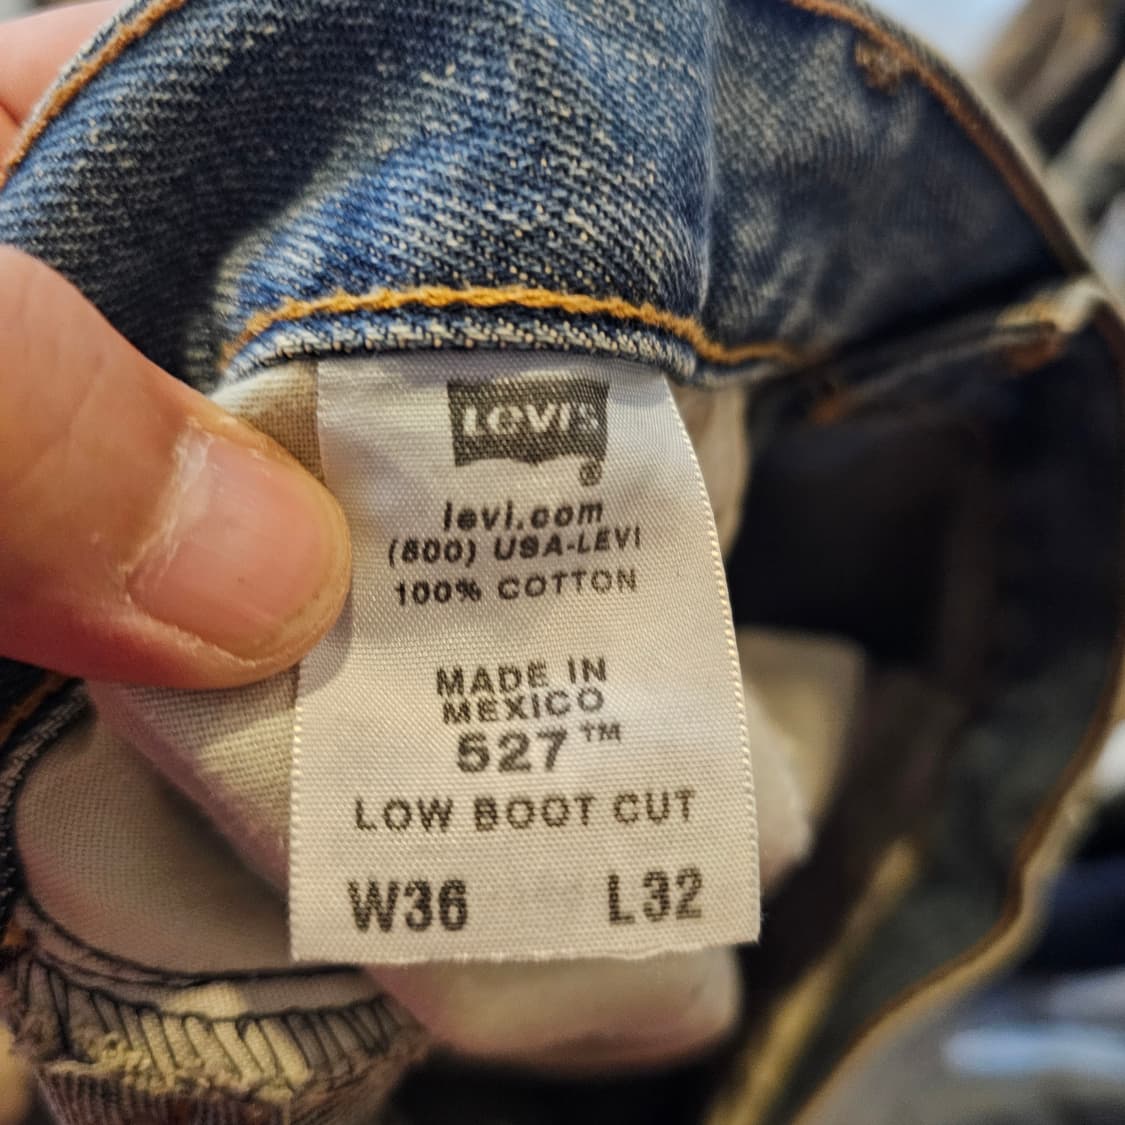 LEVI'S
levi.com
(800) USA-LEVI
100% COTTON
MADE IN
MEXICO
527™
LOW BOOT CUT
W36 L32